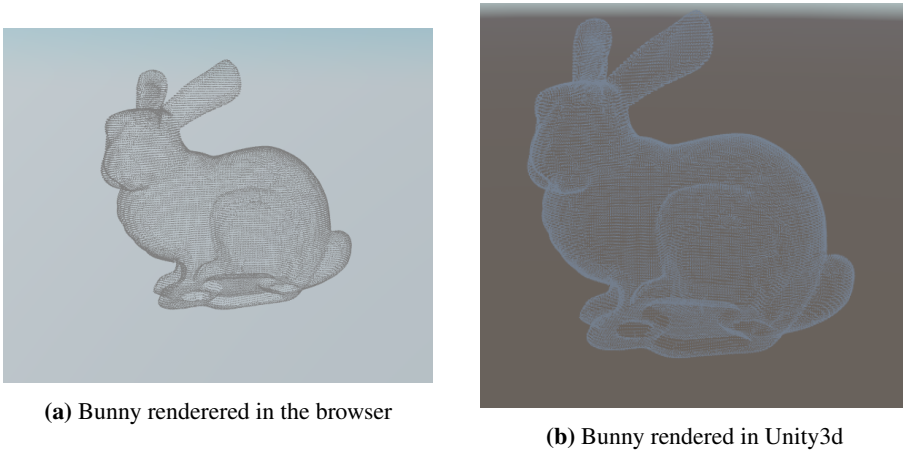 (a) Bunny renderered in the browser
(b) Bunny rendered in Unity3d